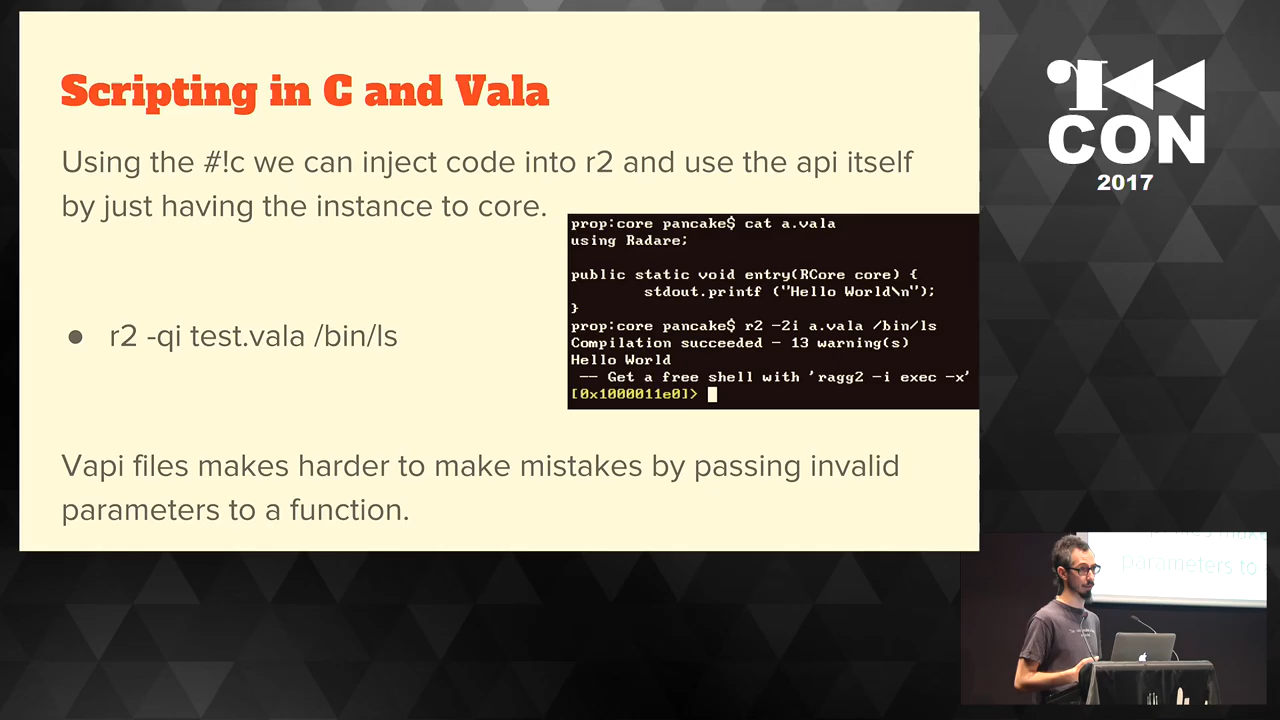 Scripting in C and Vala
Using the #!c we can inject code into r2 and use the api itself
by just having the instance to core.
prop:core pancake$ cat a.vala
using Radare;
public static void entry(RCore core) {
stdout.printf ("Hello World\n");
}
prop:core pancake$ r2 -2i a.vala /bin/ls
Compilation succeeded - 13 warning(s)
Hello World
-- Get a free shell with 'ragg2 -i exec -x'
[0x1000011e0]>
● r2 -qi test.vala /bin/ls
Vapi files makes harder to make mistakes by passing invalid
parameters to a function.
CON
2017
parameters to